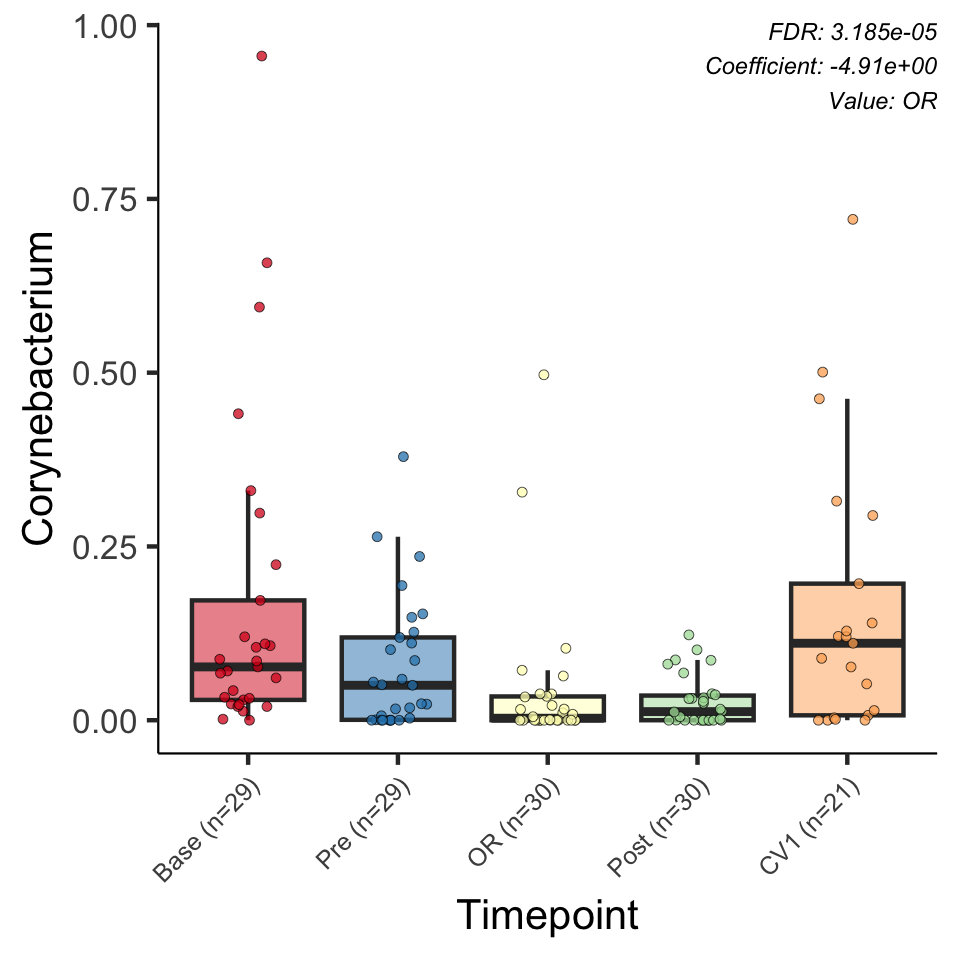 FDR: 3.185e-05
Coefficient: -4.91e+00
Value: OR
1.00
0.75
0.50
0.25
0.00
Corynebacterium
Base (n=29)
Pre (n=29)
OR (n=30)
Post (n=30)
CV1 (n=21)
Timepoint